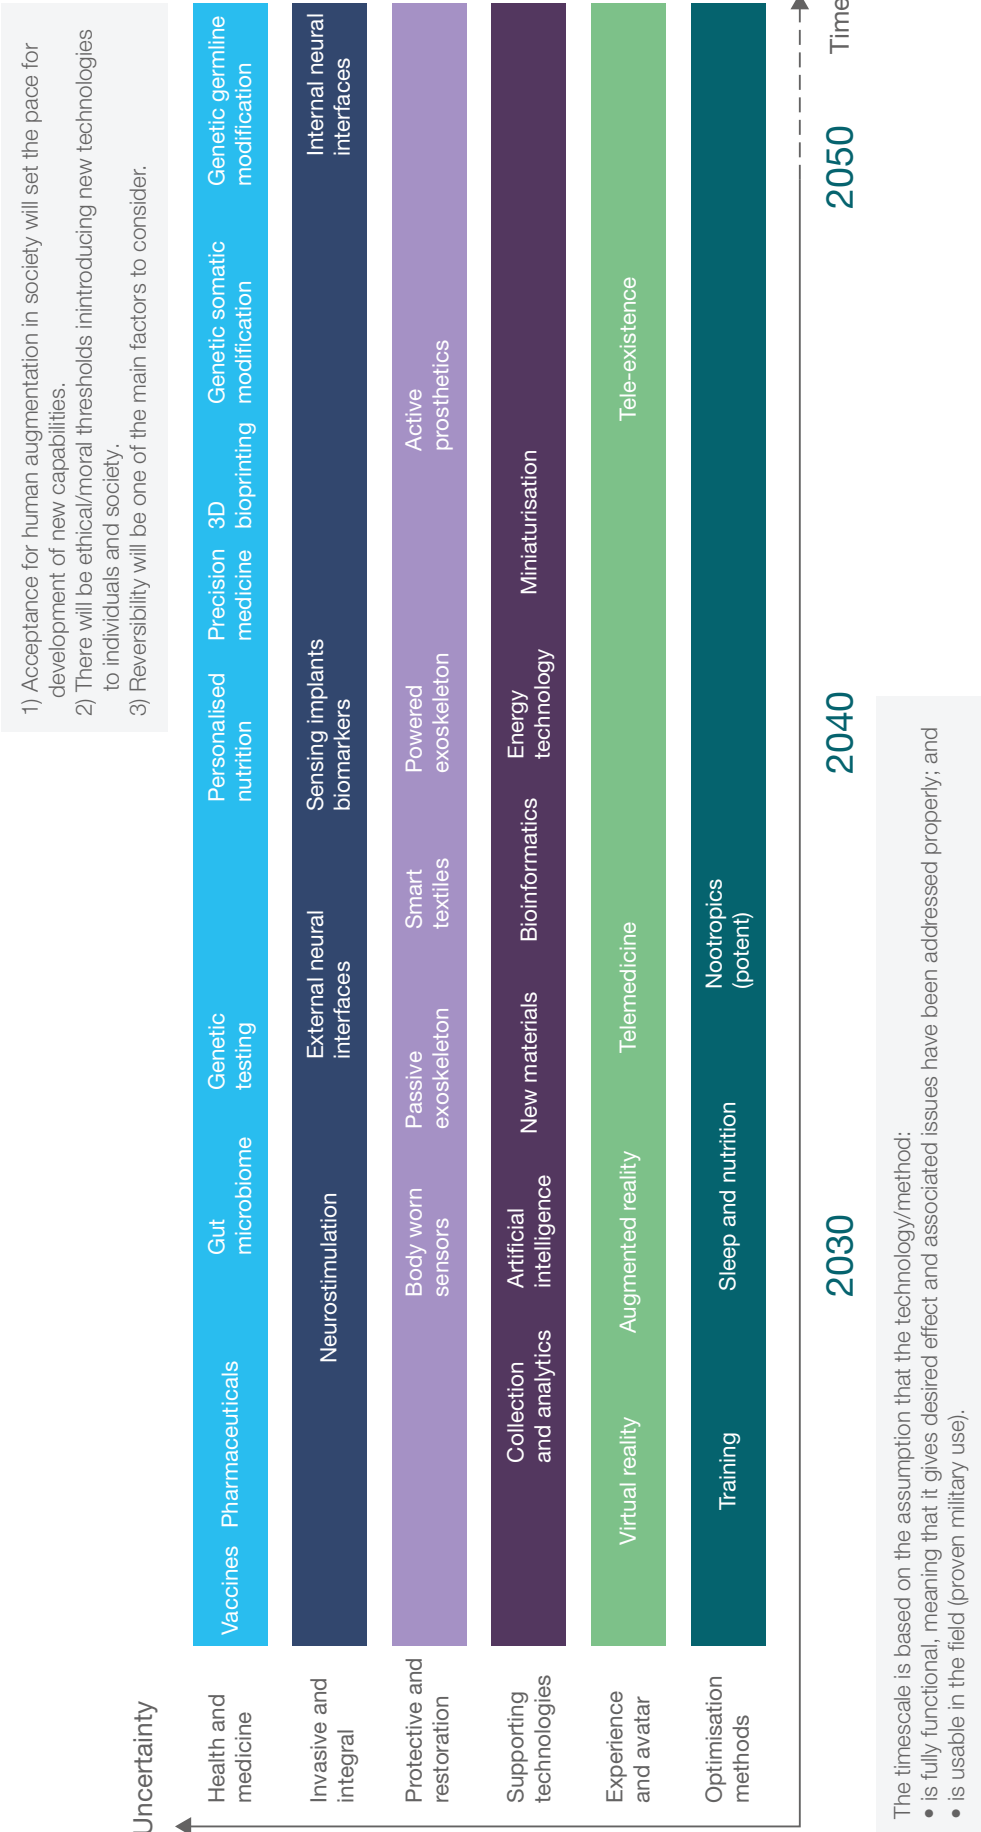 1) Acceptance for human augmentation in society will set the pace for
development of new capabilities.
2) There will be ethical/moral thresholds inintroducing new technologies
to individuals and society.
3) Reversibility will be one of the main factors to consider.
Uncertainty
Health and
medicine
Vaccines
Pharmaceuticals
Gut
microbiome
Genetic
testing
Personalised
nutrition
Precision
medicine
3D
bioprinting
Genetic somatic
modification
Genetic germline
modification
Invasive and
integral
Neurostimulation
External neural
interfaces
Sensing implants
biomarkers
Internal neural
interfaces
Protective and
restoration
Body worn
sensors
Passive
exoskeleton
Smart
textiles
Powered
exoskeleton
Active
prosthetics
Supporting
technologies
Collection
and analytics
Artificial
intelligence
New materials
Bioinformatics
Energy
technology
Miniaturisation
Experience
and avatar
Virtual reality
Augmented reality
Telemedicine
Tele-existence
Optimisation
methods
Training
Sleep and nutrition
Nootropics
(potent)
2030
2040
2050
Time
The timescale is based on the assumption that the technology/method:
• is fully functional, meaning that it gives desired effect and associated issues have been addressed properly; and
• is usable in the field (proven military use).